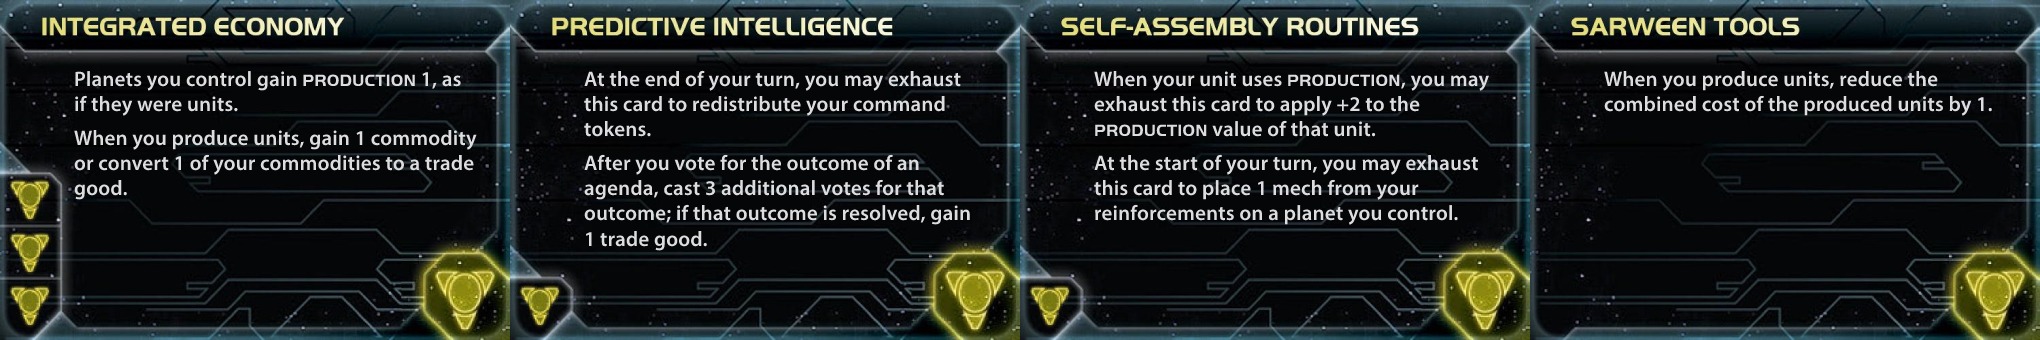 INTEGRATED ECONOMY
Planets you control gain PRODUCTION 1, as
if they were units.
When you produce units, gain 1 commodity
or convert 1 of your commodities to a trade
good.
PREDICTIVE INTELLIGENCE
At the end of your turn, you may exhaust
this card to redistribute your command
tokens.
After you vote for the outcome of an
agenda, cast 3 additional votes for that
outcome; if that outcome is resolved, gain
1 trade good.
SELF-ASSEMBLY ROUTINES
When your unit uses PRODUCTION, you may
exhaust this card to apply +2 to the
PRODUCTION value of that unit.
At the start of your turn, you may exhaust
this card to place 1 mech from your
reinforcements on a planet you control.
SARWEEN TOOLS
When you produce units, reduce the
combined cost of the produced units by 1.